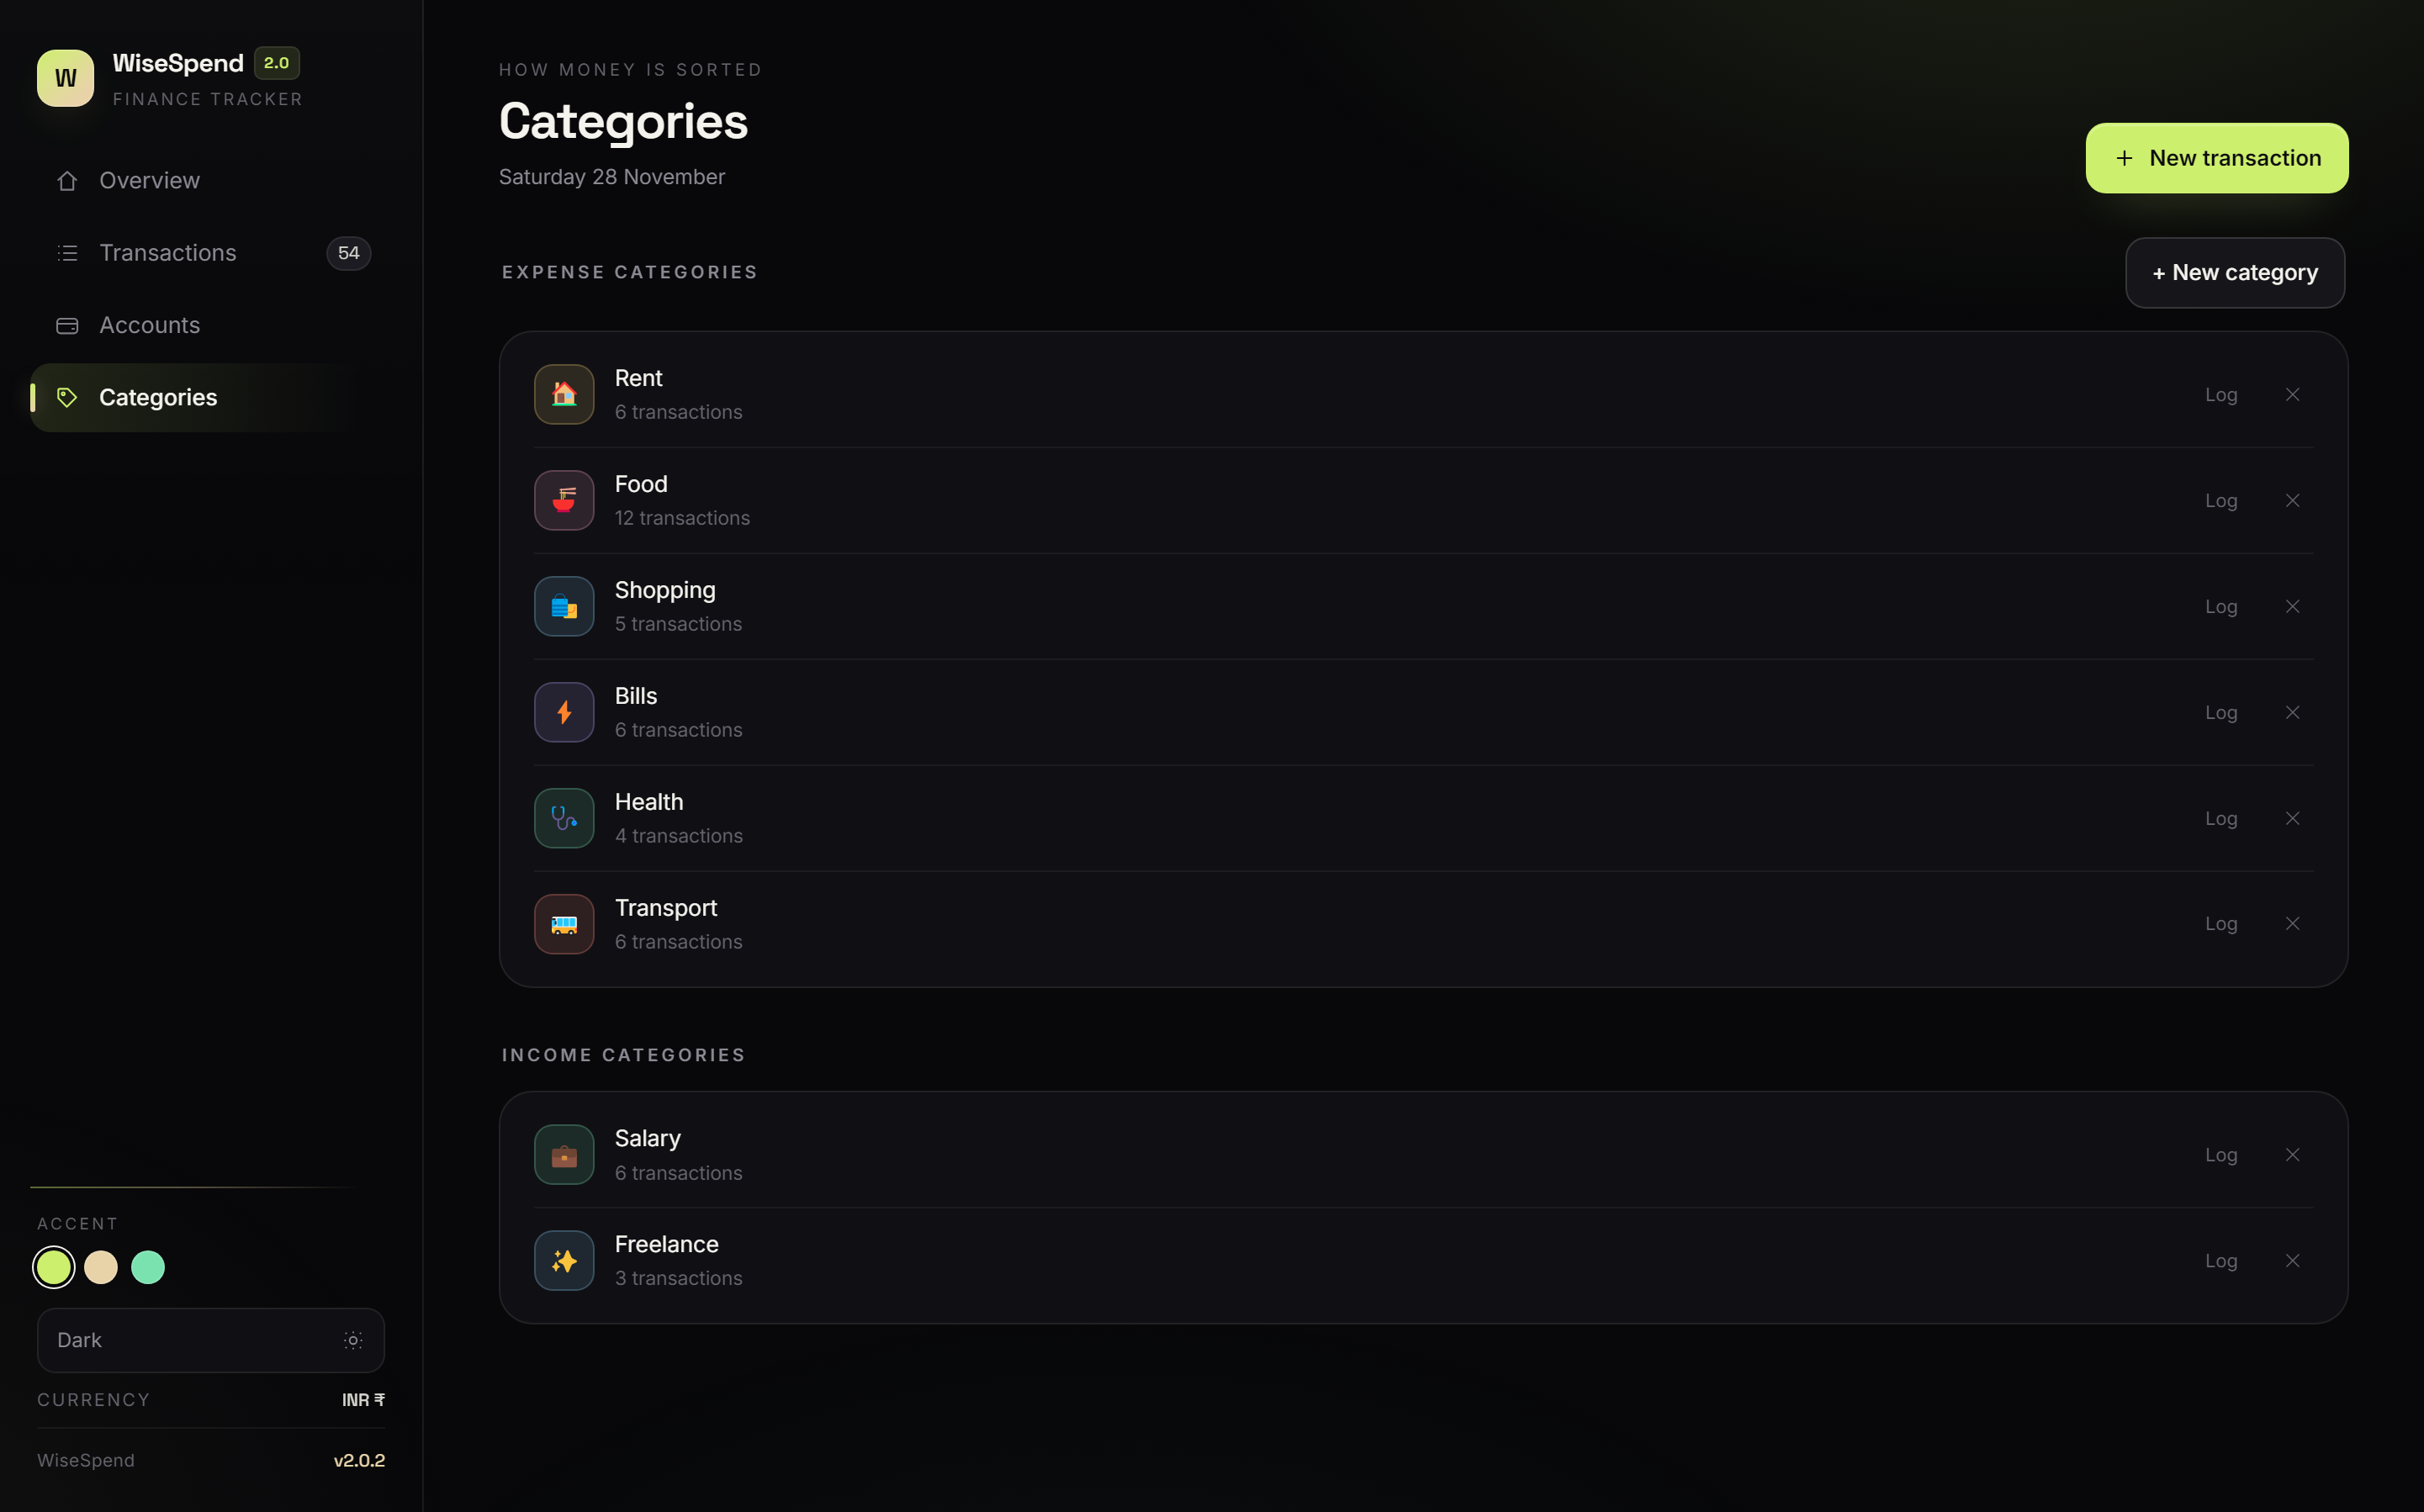 W
WiseSpend 2.0
FINANCE TRACKER
Overview
Transactions 54
Accounts
Categories
ACCENT
Dark
CURRENCY INR ₹
WiseSpend v2.0.2
HOW MONEY IS SORTED
Categories
Saturday 28 November
+ New transaction
EXPENSE CATEGORIES
+ New category
Rent
6 transactions
Log
Food
12 transactions
Log
Shopping
5 transactions
Log
Bills
6 transactions
Log
Health
4 transactions
Log
Transport
6 transactions
Log
INCOME CATEGORIES
Salary
6 transactions
Log
Freelance
3 transactions
Log